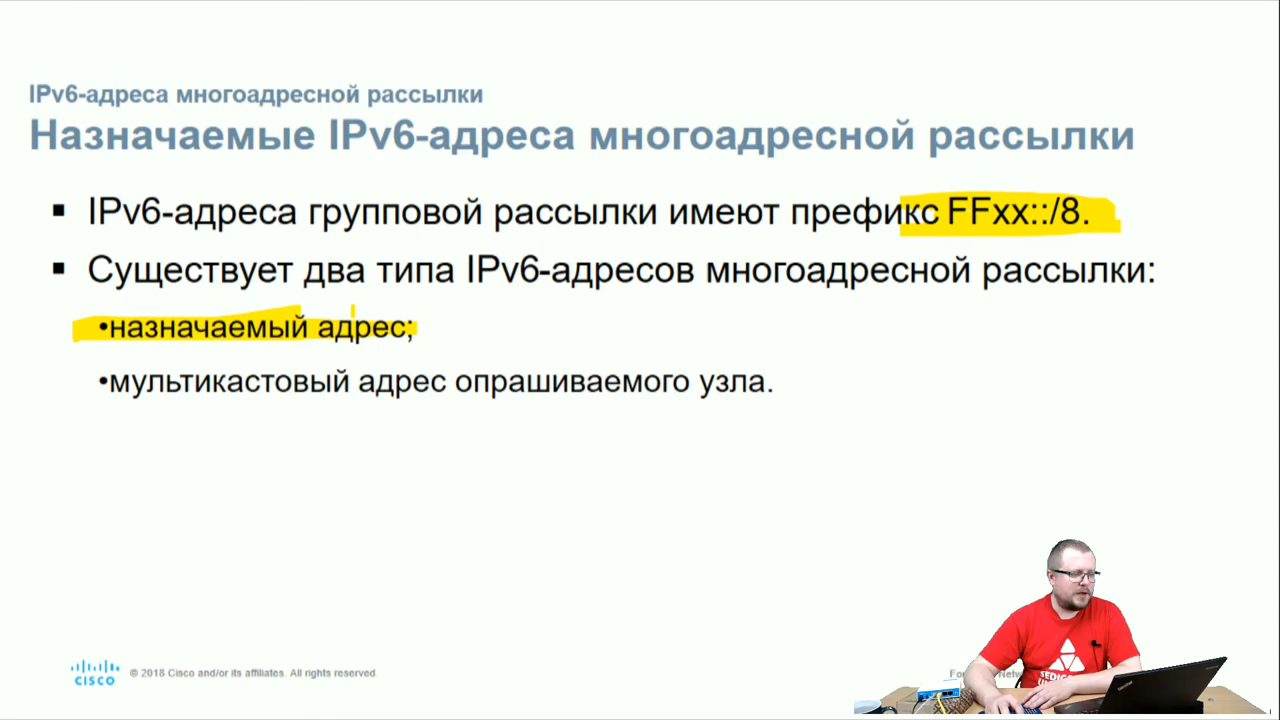 IPv6-адреса многоадресной рассылки
Назначаемые IPv6-адреса многоадресной рассылки
▪ IPv6-адреса групповой рассылки имеют префикс FFxx::/8.
▪ Существует два типа IPv6-адресов многоадресной рассылки:
•назначаемый адрес;
•мультикастовый адрес опрашиваемого узла.
CISCO
© 2018 Cisco and/or its affiliates. All rights reserved.